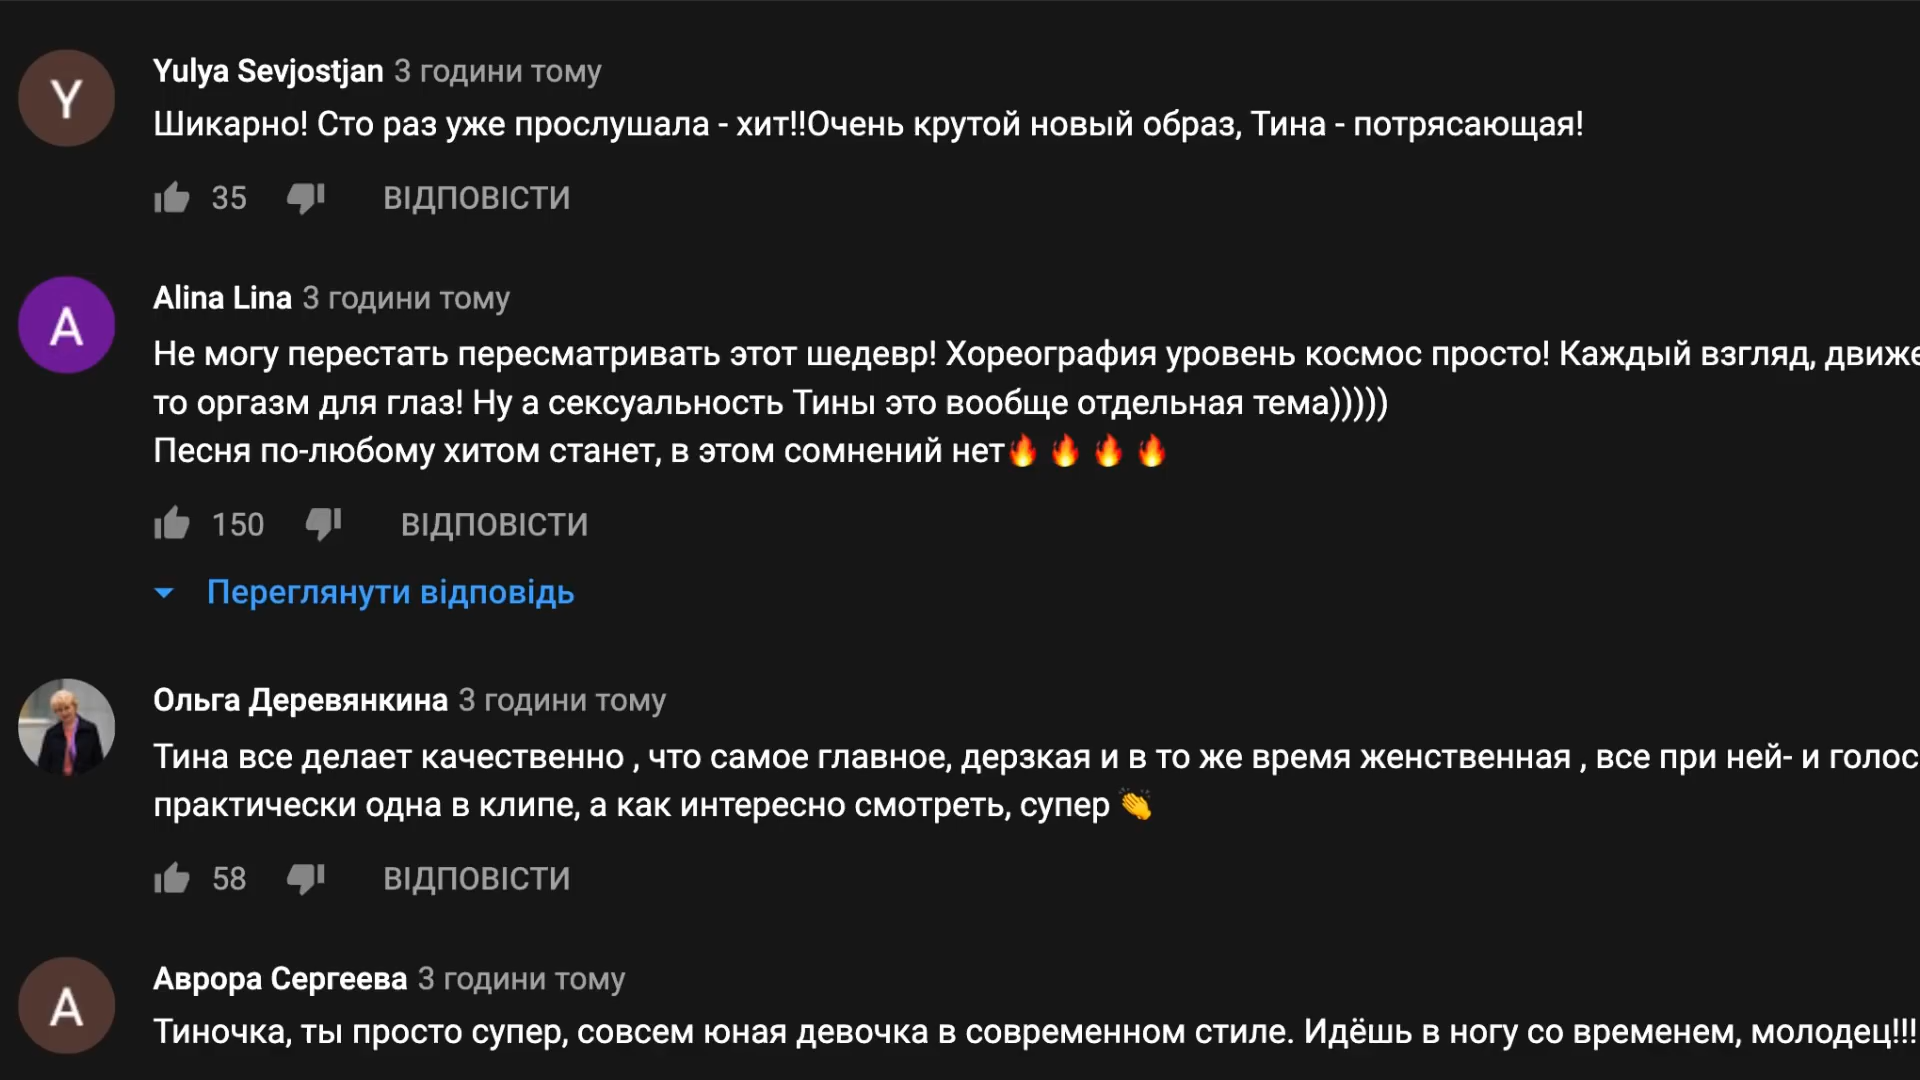 Y
Yulya Sevjostjan 3 години тому
Шикарно! Сто раз уже прослушала - хит!!Очень крутой новый образ, Тина - потрясающая!
35 ВІДПОВІСТИ
A
Alina Lina 3 години тому
Не могу перестать пересматривать этот шедевр! Хореография уровень космос просто! Каждый взгляд, движе
то оргазм для глаз! Ну а сексуальность Тины это вообще отдельная тема)))))
Песня по-любому хитом станет, в этом сомнений нет🔥 🔥 🔥 🔥
150 ВІДПОВІСТИ
Переглянути відповідь
Ольга Деревянкина 3 години тому
Тина все делает качественно , что самое главное, дерзкая и в то же время женственная , все при ней- и голос
практически одна в клипе, а как интересно смотреть, супер 👏
58 ВІДПОВІСТИ
А
Аврора Сергеева 3 години тому
Тиночка, ты просто супер, совсем юная девочка в современном стиле. Идёшь в ногу со временем, молодец!!!